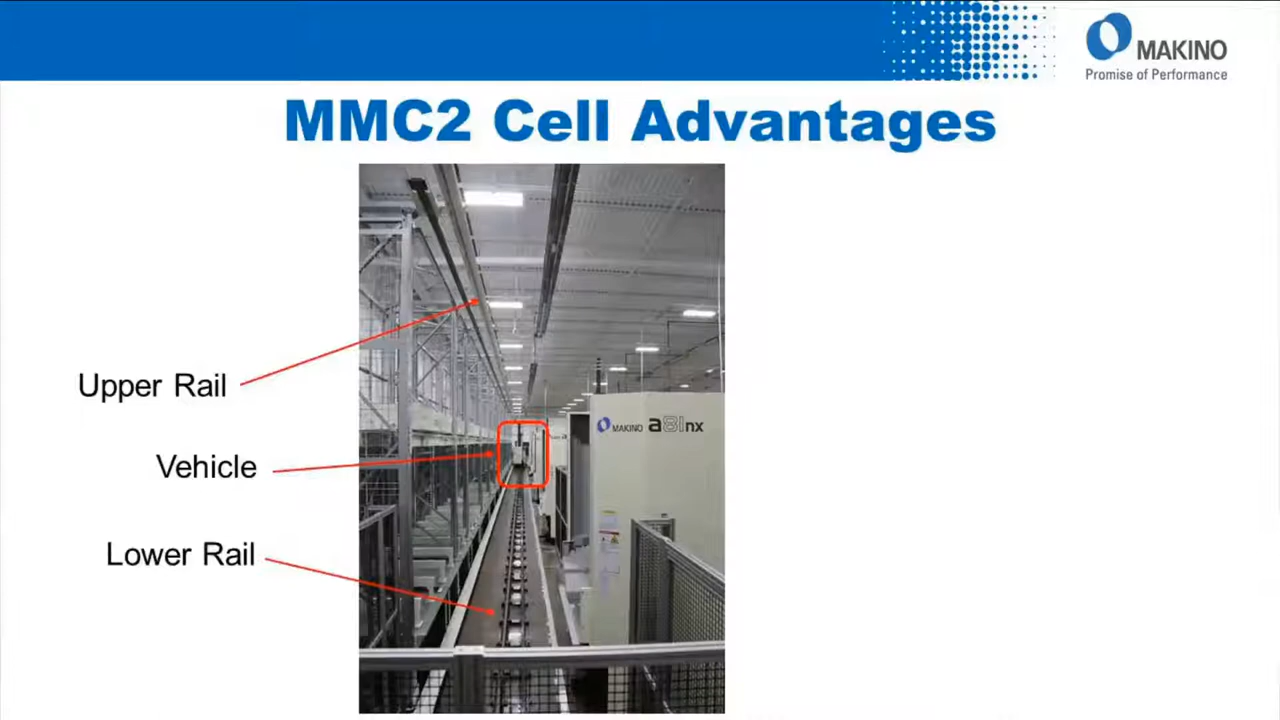 MAKINO
Promise of Performance
MMC2 Cell Advantages
Upper Rail
MAKINO a81nx
Vehicle
Lower Rail